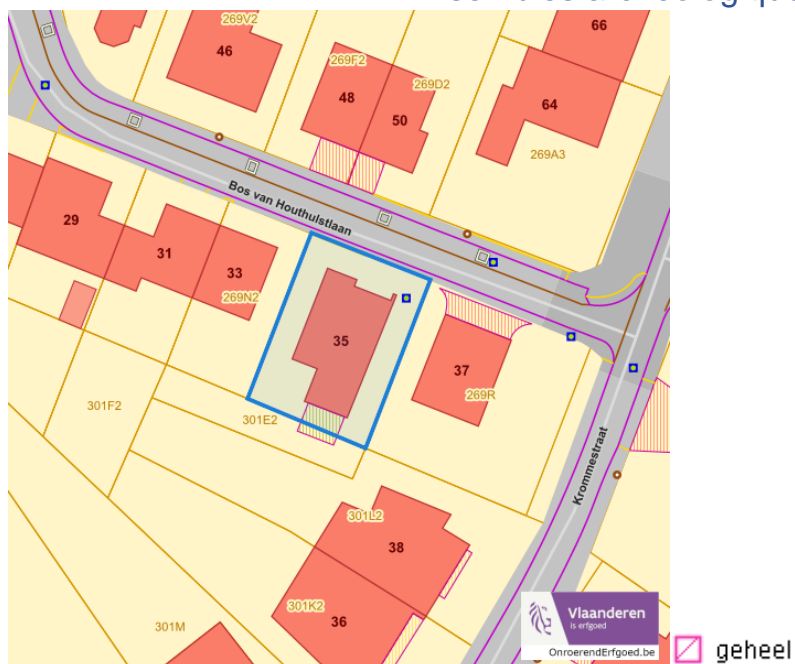 269V2
66
46
269F2
269D2
48
50
64
269A3
Bos van Houthulstlaan
29
31
33
269N2
35
37
269R
301F2
301E2
Krommestraat
301L2
38
301K2
36
301M
Vlaanderen
is erfgoed
OnroerendErfgoed.be
geheel